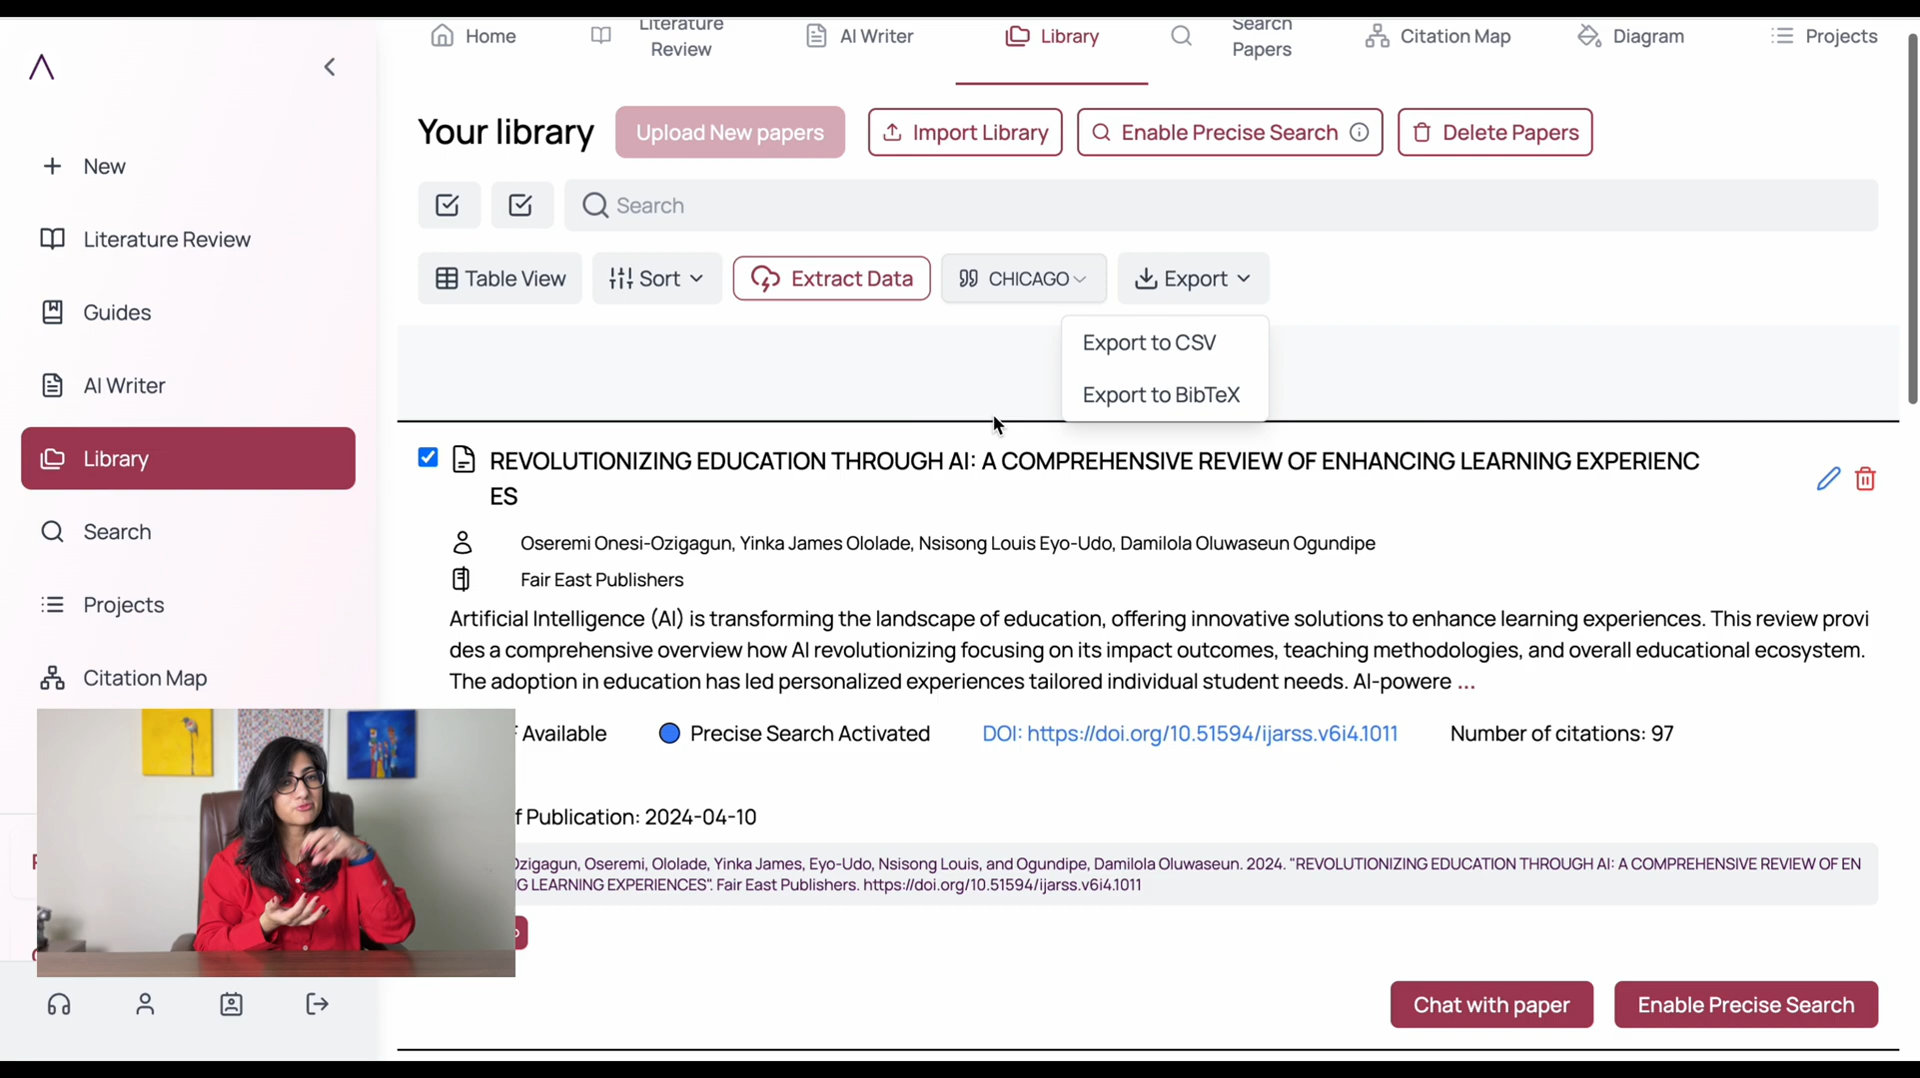 Home
Literature
Review
AI Writer
Library
Search
Papers
Citation Map
Diagram
Projects
Your library
Upload New papers
Import Library
Enable Precise Search
Delete Papers
New
Literature Review
Guides
AI Writer
Library
Search
Projects
Citation Map
Search
Table View
Sort
Extract Data
CHICAGO
Export
Export to CSV
Export to BibTeX
REVOLUTIONIZING EDUCATION THROUGH AI: A COMPREHENSIVE REVIEW OF ENHANCING LEARNING EXPERIENC
ES
Oseremi Onesi-Ozigagun, Yinka James Ololade, Nsisong Louis Eyo-Udo, Damilola Oluwaseun Ogundipe
Fair East Publishers
Artificial Intelligence (AI) is transforming the landscape of education, offering innovative solutions to enhance learning experiences. This review provi
des a comprehensive overview how AI revolutionizing focusing on its impact outcomes, teaching methodologies, and overall educational ecosystem.
The adoption in education has led personalized experiences tailored individual student needs. AI-powere ...
Available
Precise Search Activated
DOI: https://doi.org/10.51594/ijarss.v6i4.1011
Number of citations: 97
f Publication: 2024-04-10
Ozigagun, Oseremi, Ololade, Yinka James, Eyo-Udo, Nsisong Louis, and Ogundipe, Damilola Oluwaseun. 2024. "REVOLUTIONIZING EDUCATION THROUGH AI: A COMPREHENSIVE REVIEW OF EN
G LEARNING EXPERIENCES". Fair East Publishers. https://doi.org/10.51594/ijarss.v6i4.1011
Chat with paper
Enable Precise Search